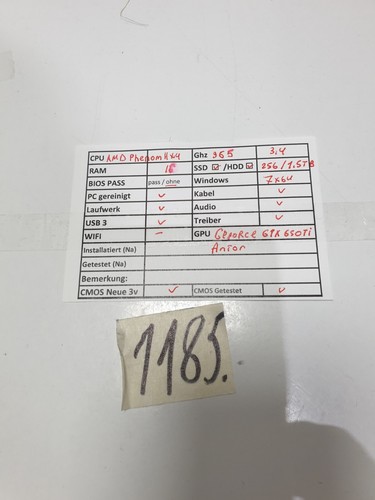 CPU AMD Phenom II x4 Ghz 965 3,4
RAM 16 SSD ☑ /HDD ☑ 256 / 1.5TB
BIOS PASS pass / ohne Windows 7x64
PC gereinigt ✓ Kabel ✓
Laufwerk ✓ Audio ✓
USB 3 ✓ Treiber ✓
WIFI – GPU GeForce GTX 650Ti
Installiert (Na) Anton
Getestet (Na)
Bemerkung:
CMOS Neue 3v ✓ CMOS Getestet ✓
1185.